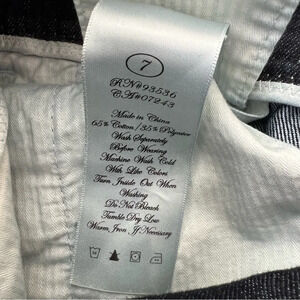 7
RN#93536
CA#07243
Made in China
65% Cotton / 35% Polyester
Wash Separately
Before Wearing
Machine Wash Cold
With Like Colors
Turn Inside Out When
Washing
Do Not Bleach
Tumble Dry Low
Warm, Iron If Necessary